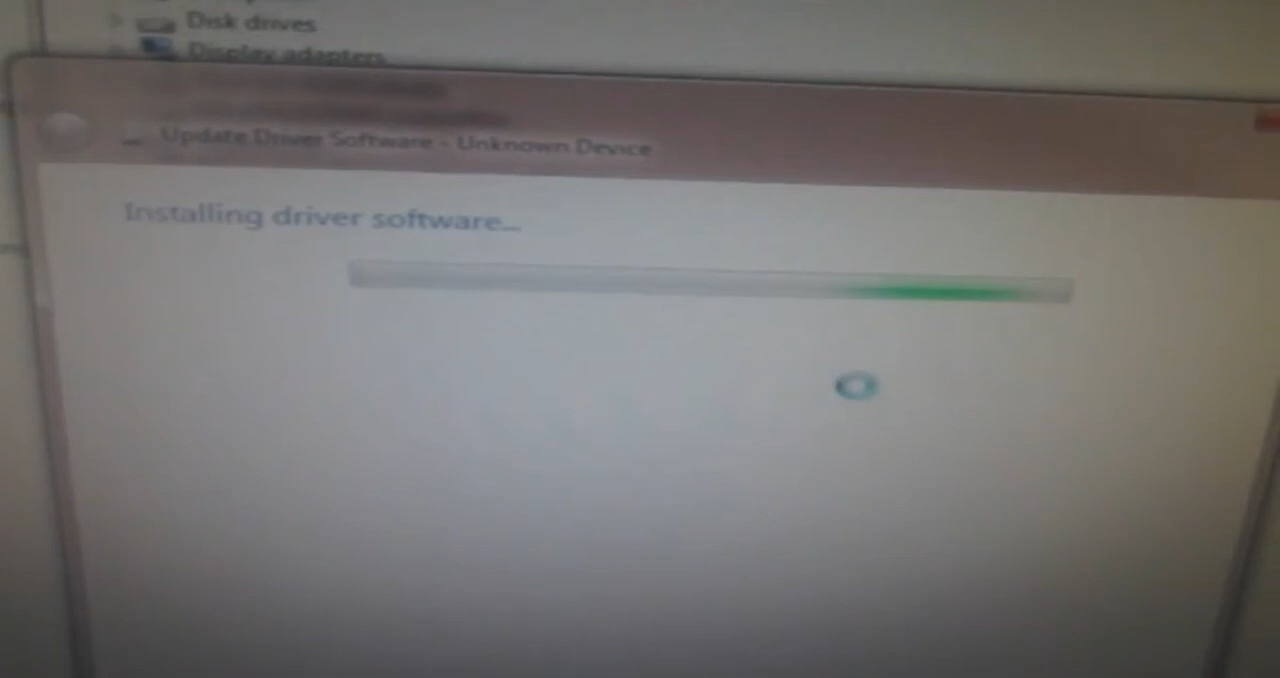 Disk drives
Display adapters
Update Driver Software - Unknown Device
Installing driver software...